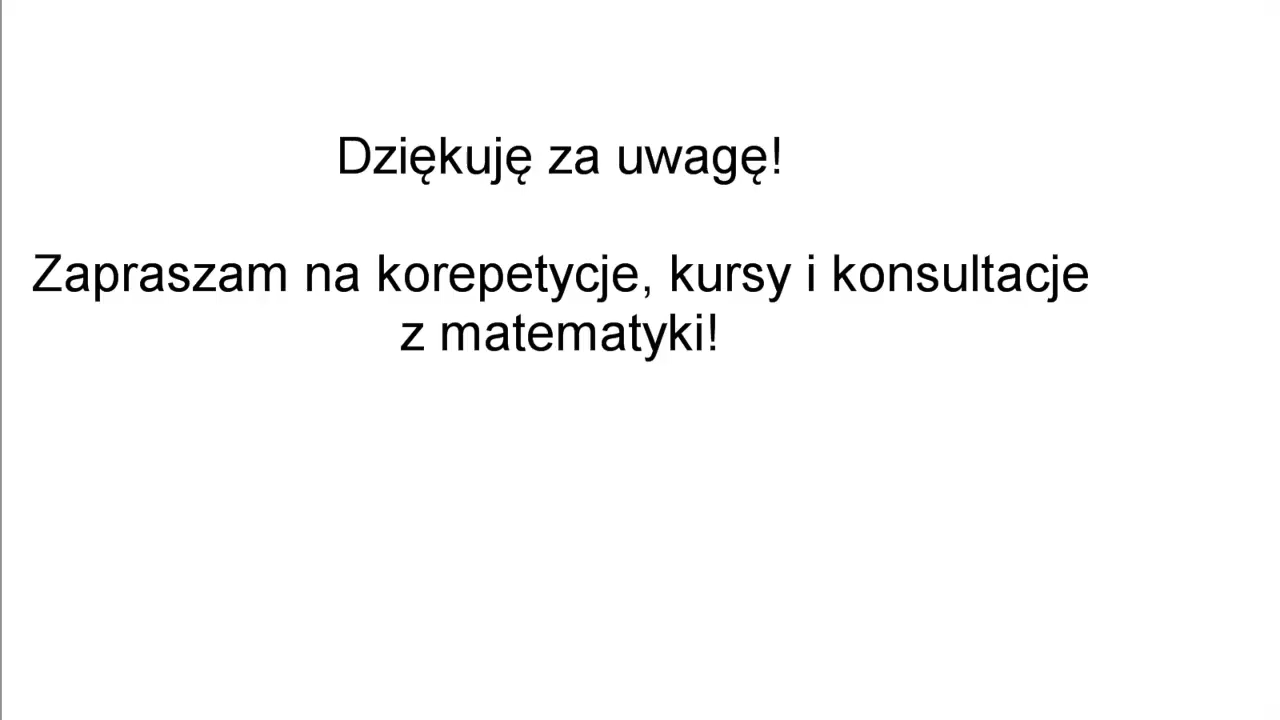 Dziękuję za uwagę!
Zapraszam na korepetycje, kursy i konsultacje
z matematyki!